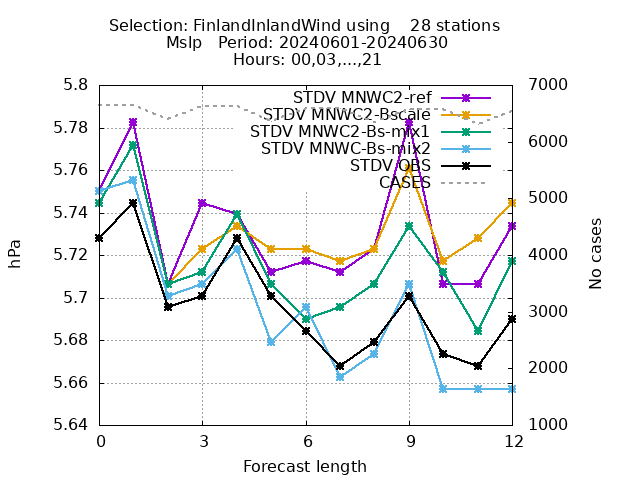 Selection: FinlandInlandWind using    28 stations
Mslp   Period: 20240601-20240630
Hours: 00,03,...,21
STDV MNWC2-ref
STDV MNWC2-Bscale
STDV MNWC2-Bs-mix1
STDV MNWC-Bs-mix2
STDV OBS
CASES
5.8
5.78
5.76
5.74
5.72
5.7
5.68
5.66
5.64
hPa
7000
6000
5000
4000
3000
2000
1000
No cases
0 3 6 9 12
Forecast length